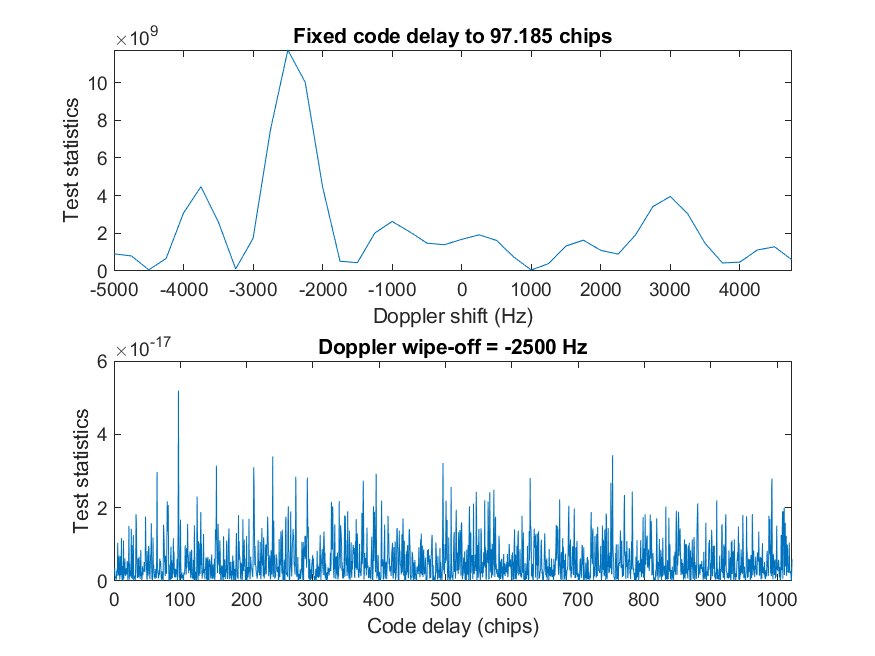 ×10⁹
Fixed code delay to 97.185 chips
10
8
6
4
2
0
Test statistics
-5000 -4000 -3000 -2000 -1000 0 1000 2000 3000 4000
Doppler shift (Hz)
×10⁻¹⁷
Doppler wipe-off = -2500 Hz
6
4
2
0
Test statistics
0 100 200 300 400 500 600 700 800 900 1000
Code delay (chips)